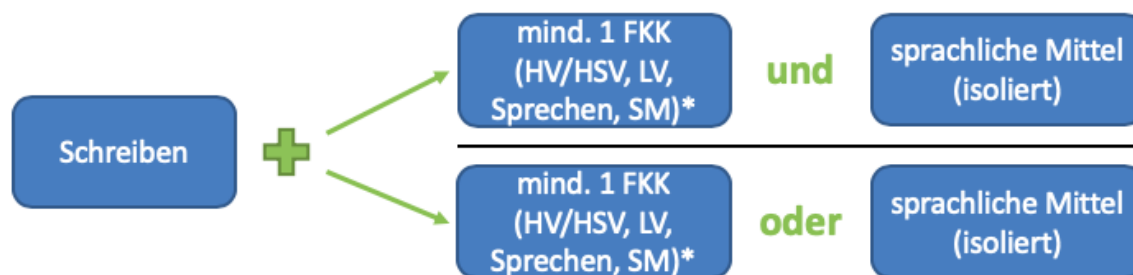 Schreiben
mind. 1 FKK
(HV/HSV, LV,
Sprechen, SM)*
und
sprachliche Mittel
(isoliert)
mind. 1 FKK
(HV/HSV, LV,
Sprechen, SM)*
oder
sprachliche Mittel
(isoliert)